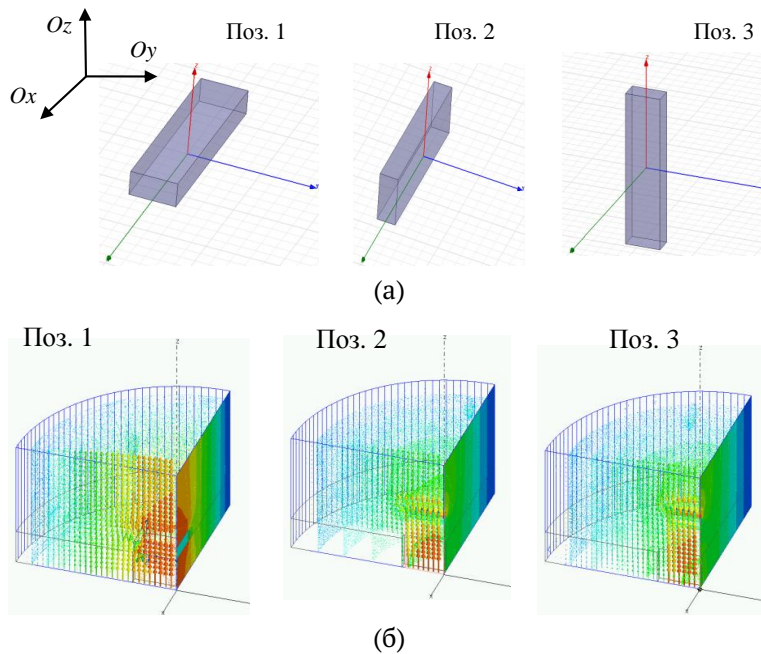 Поз. 1
Поз. 2
Поз. 3
Oz
Oy
Ox
(а)
Поз. 1
Поз. 2
Поз. 3
(б)